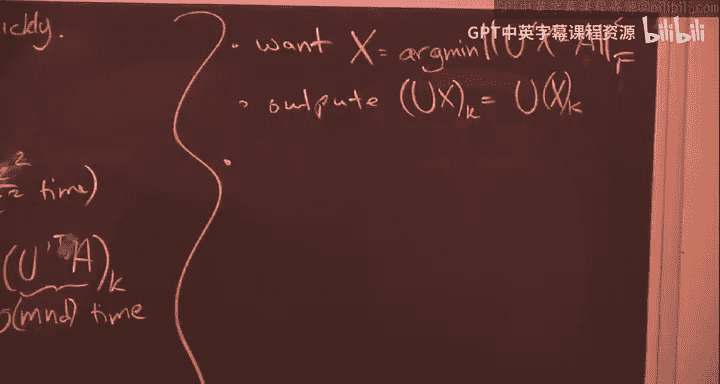 ickly.
time)
(U'ᵀA)ₖ
(mnd) time
GPT中英字幕课程资源 bilibili
• want X = argmin
• outpute (UX)ₖ = U(X)ₖ
•